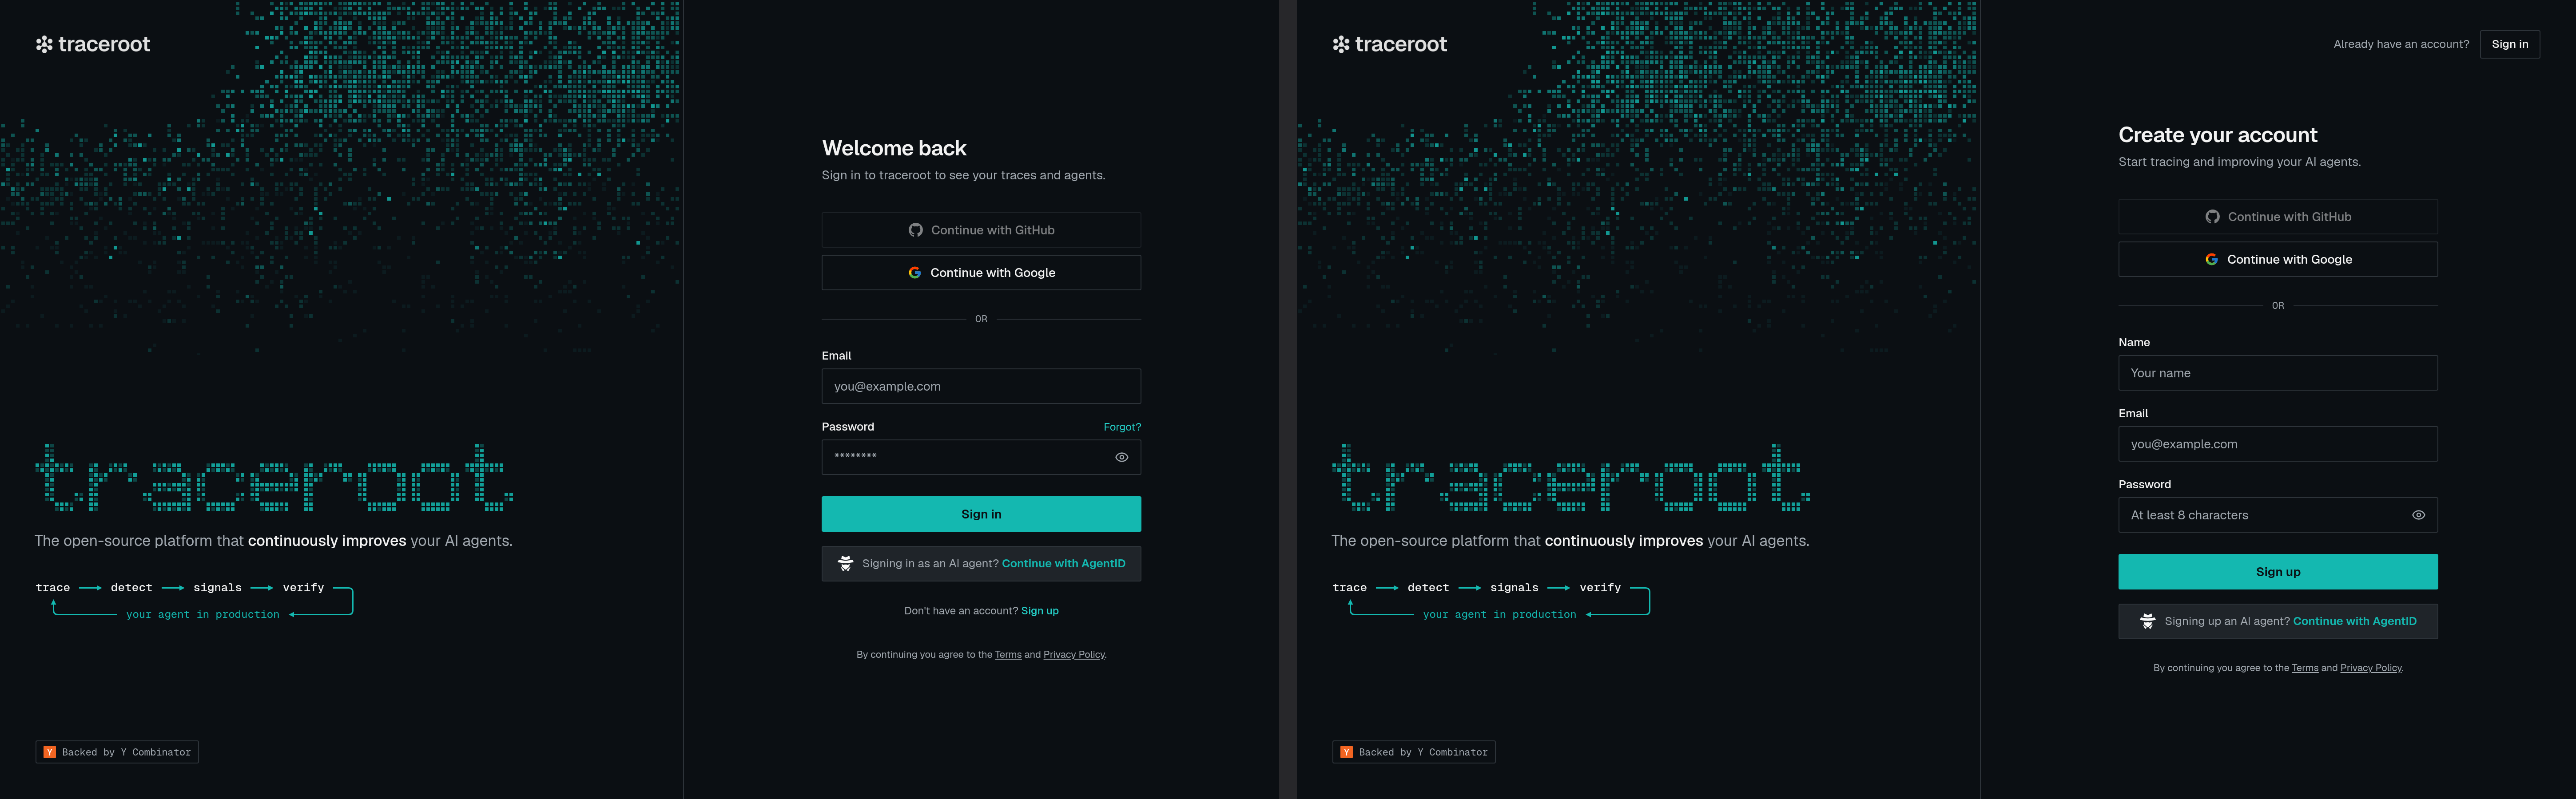 traceroot
traceroot
The open-source platform that continuously improves your AI agents.
trace detect signals verify
your agent in production
Y Backed by Y Combinator
Welcome back
Sign in to traceroot to see your traces and agents.
Continue with GitHub
Continue with Google
OR
Email
you@example.com
Password Forgot?
********
Sign in
Signing in as an AI agent? Continue with AgentID
Don't have an account? Sign up
By continuing you agree to the Terms and Privacy Policy.
traceroot
traceroot
The open-source platform that continuously improves your AI agents.
trace detect signals verify
your agent in production
Y Backed by Y Combinator
Already have an account? Sign in
Create your account
Start tracing and improving your AI agents.
Continue with GitHub
Continue with Google
OR
Name
Your name
Email
you@example.com
Password
At least 8 characters
Sign up
Signing up an AI agent? Continue with AgentID
By continuing you agree to the Terms and Privacy Policy.